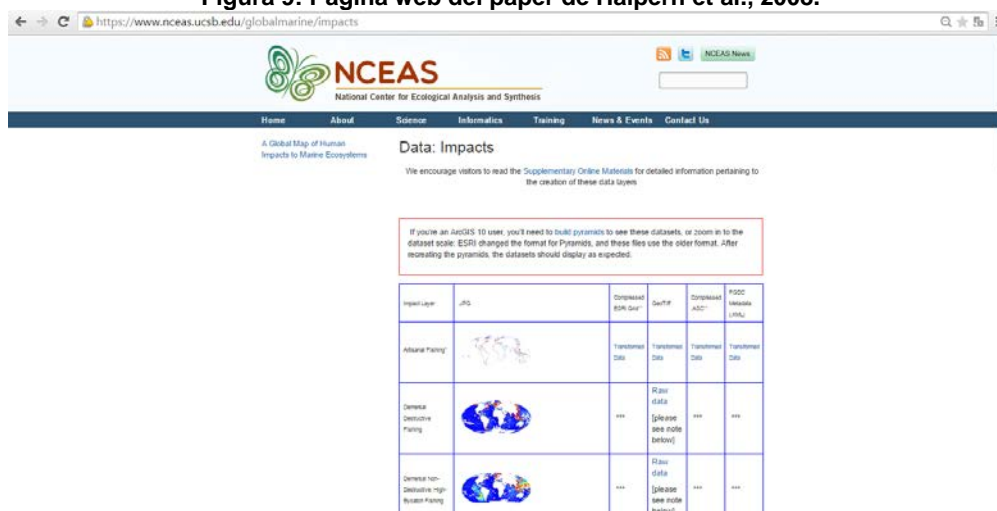 Figura 9: Página web del paper de Halpern et al., 2008.
https://www.nceas.ucsb.edu/globalmarine/impacts
NCEAS
National Center for Ecological Analysis and Synthesis
NCEAS News
Home About Science Informatics Training News & Events Contact Us
A Global Map of Human
Impacts to Marine Ecosystems
Data: Impacts
We encourage visitors to read the Supplementary Online Materials for detailed information pertaining to
the creation of these data layers
If you're an ArcGIS 10 user, you'll need to build pyramids to see these datasets, or zoom in to the
dataset scale: ESRI changed the format for Pyramids, and these files use the older format. After
recreating the pyramids, the datasets should display as expected.
Impact Layer JPG Compressed ESRI Grid** GeoTiff Compressed ASC** FGDC Metadata (XML)
Artisanal Fishing* Transformed Data Transformed Data Transformed Data Transformed Data
Demersal
Destructive
Fishing
***
Raw
data
[please
see note
below]
***
***
Demersal Non-
Destructive High-
Bycatch Fishing
***
Raw
data
[please
see note
below]
***
***